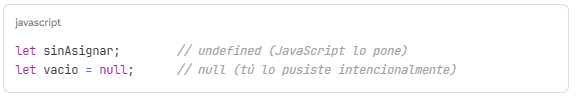 javascript
let sinAsignar;        // undefined (JavaScript lo pone)
let vacio = null;      // null (tú lo pusiste intencionalmente)